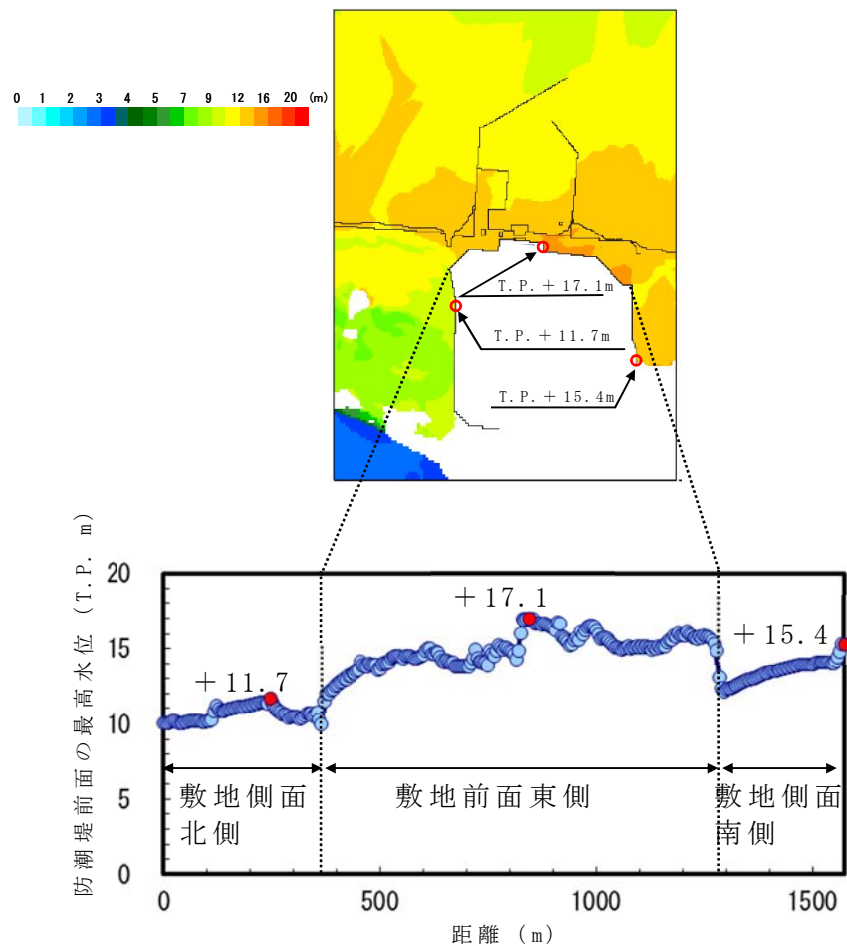 0 1 2 3 4 5 6 7 9 12 16 20 (m)
T.P.＋17.1m
T.P.＋11.7m
T.P.＋15.4m
防潮堤前面の最高水位 (T.P. m)
20
15
10
5
0
＋11.7
＋17.1
＋15.4
敷地側面
北側
敷地前面東側
敷地側面
南側
0 500 1000 1500
距離 (m)